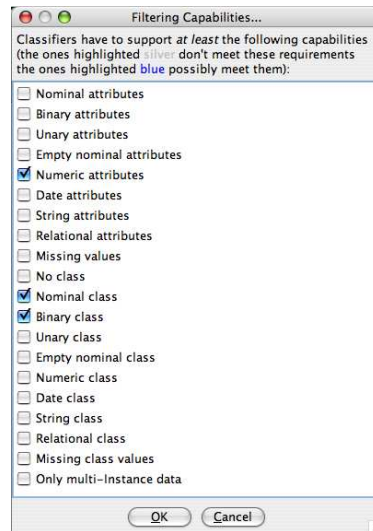 Filtering Capabilities...
Classifiers have to support at least the following capabilities
(the ones highlighted silver don't meet these requirements
the ones highlighted blue possibly meet them):
Nominal attributes
Binary attributes
Unary attributes
Empty nominal attributes
Numeric attributes
Date attributes
String attributes
Relational attributes
Missing values
No class
Nominal class
Binary class
Unary class
Empty nominal class
Numeric class
Date class
String class
Relational class
Missing class values
Only multi-Instance data
OK Cancel